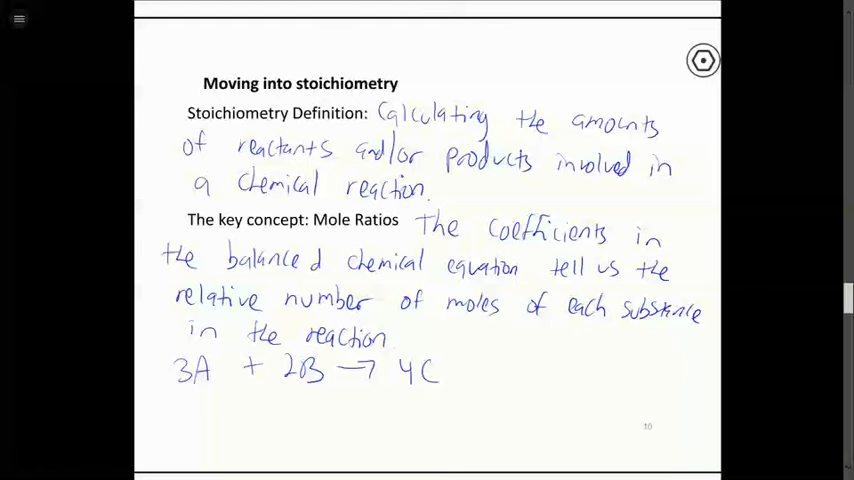 Moving into stoichiometry
Stoichiometry Definition: Calculating the amounts
of reactants and/or products involved in
a chemical reaction.
The key concept: Mole Ratios The coefficients in
the balanced chemical equation tell us the
relative number of moles of each substance
in the reaction.
3A + 2B → 4C
10